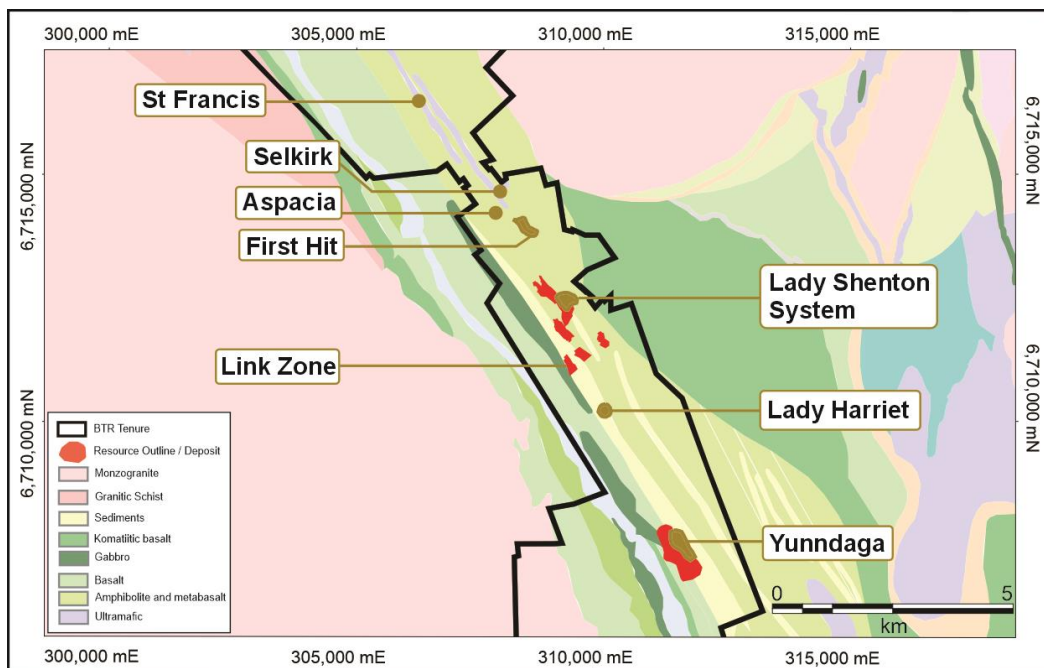 300,000 mE
305,000 mE
310,000 mE
315,000 mE
St Francis
6,715,000 mN
Selkirk
6,715,000 mN
Aspacia
First Hit
Lady Shenton
System
Link Zone
6,710,000 mN
Lady Harriet
6,710,000 mN
BTR Tenure
Resource Outline / Deposit
Monzogranite
Granitic Schist
Sediments
Komatiitic basalt
Gabbro
Basalt
Amphibolite and metabasalt
Ultramafic
Yunndaga
0
5
km
300,000 mE
305,000 mE
310,000 mE
315,000 mE